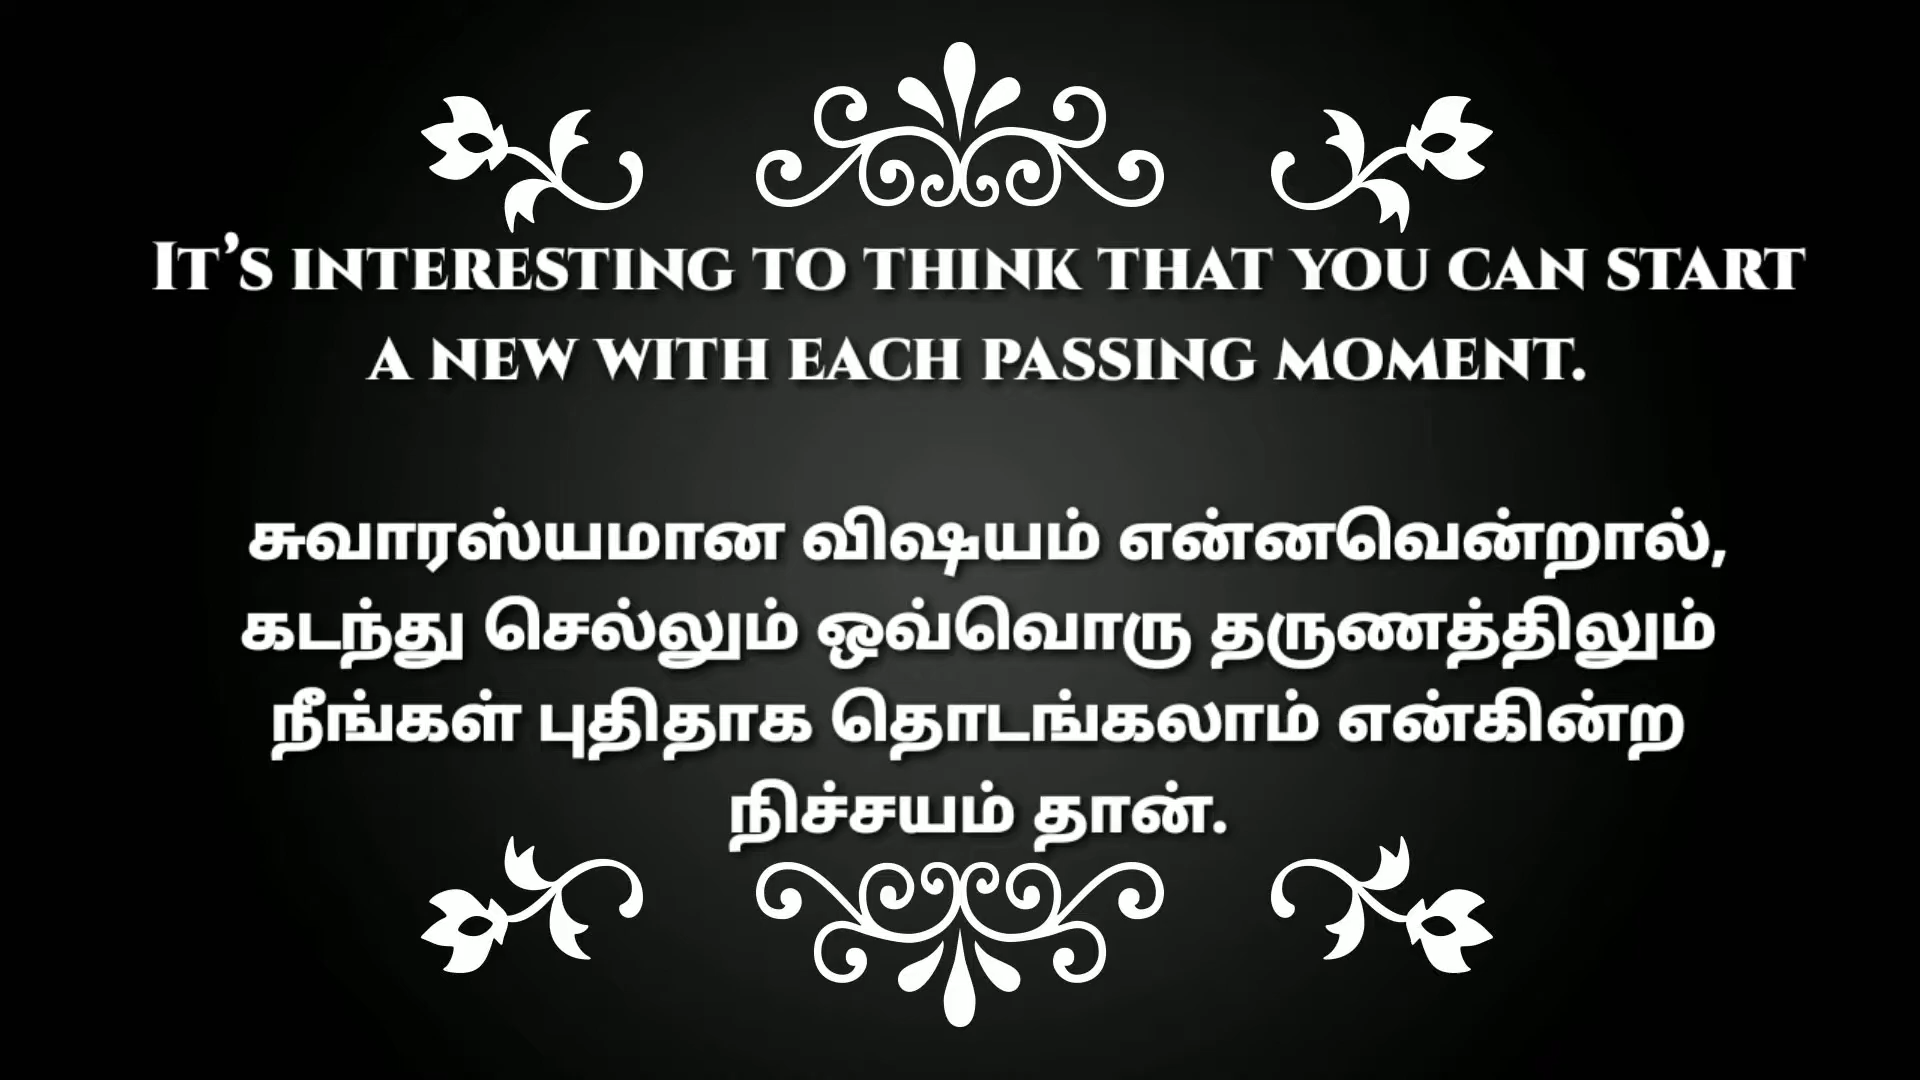 It's interesting to think that you can start
a new with each passing moment.
சுவாரஸ்யமான விஷயம் என்னவென்றால்,
கடந்து செல்லும் ஒவ்வொரு தருணத்திலும்
நீங்கள் புதிதாக தொடங்கலாம் என்கின்ற
நிச்சயம் தான்.